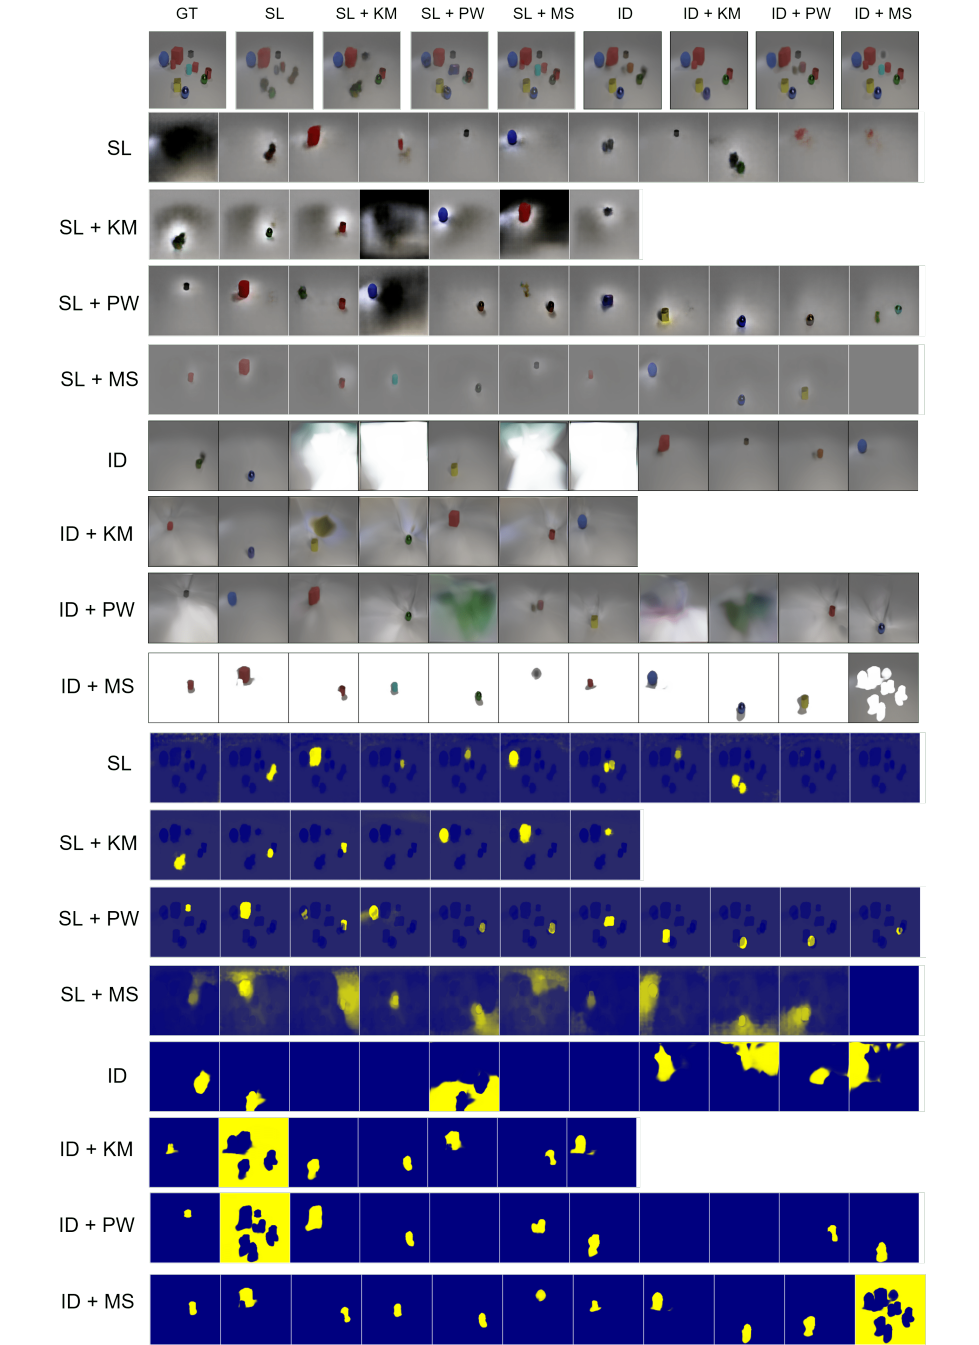 GT SL SL + KM SL + PW SL + MS ID ID + KM ID + PW ID + MS
SL
SL + KM
SL + PW
SL + MS
ID
ID + KM
ID + PW
ID + MS
SL
SL + KM
SL + PW
SL + MS
ID
ID + KM
ID + PW
ID + MS